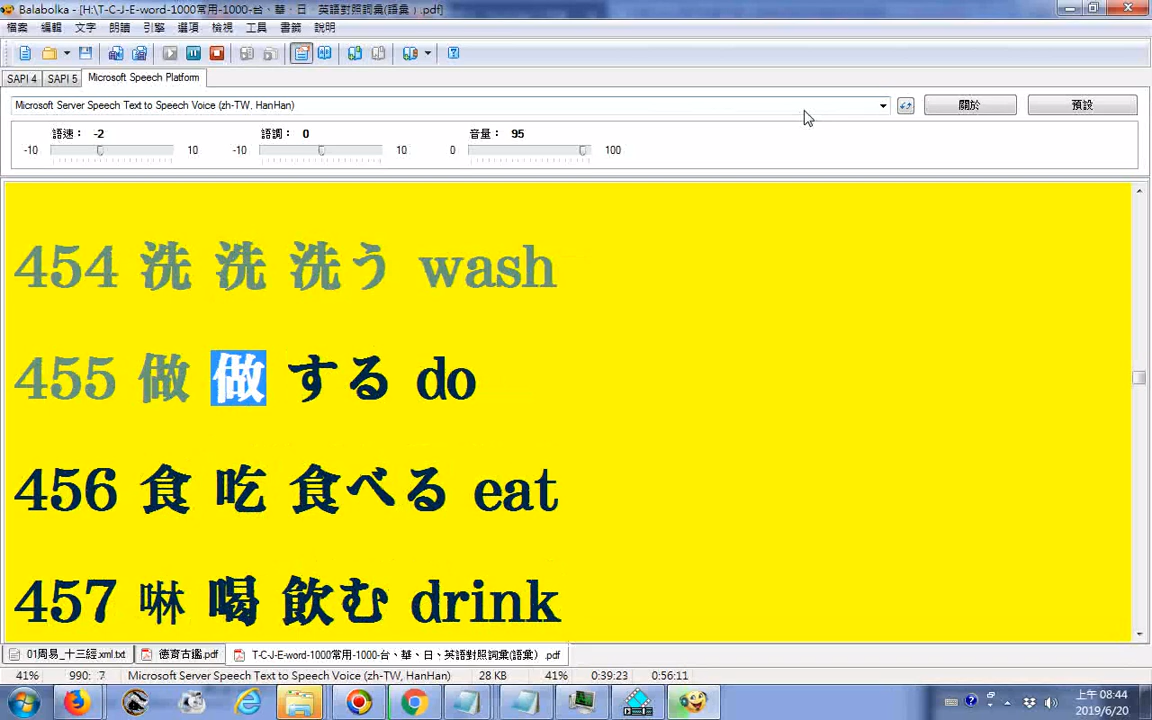 Balabolka - [H:\T-C-J-E-word-1000常用-1000-台、華、日、英語對照詞彙(語彙﹞.pdf]
檔案 編輯 文字 朗讀 引擎 選項 檢視 工具 書籤 說明
SAPI 4 SAPI 5 Microsoft Speech Platform
Microsoft Server Speech Text to Speech Voice (zh-TW, HanHan) 關於 預設
語速： -2 語調： 0 音量： 95
-10 10 -10 10 0 100
454 洗 洗 洗う wash
455 做 做 する do
456 食 吃 食べる eat
457 啉 喝 飲む drink
01周易_十三經.xml.txt 德育古鑑.pdf T-C-J-E-word-1000常用-1000-台、華、日、英語對照詞彙(語彙﹞.pdf
41% 990: 7 Microsoft Server Speech Text to Speech Voice (zh-TW, HanHan) 28 KB 41% 0:39:23 0:56:11
上午 08:44
2019/6/20